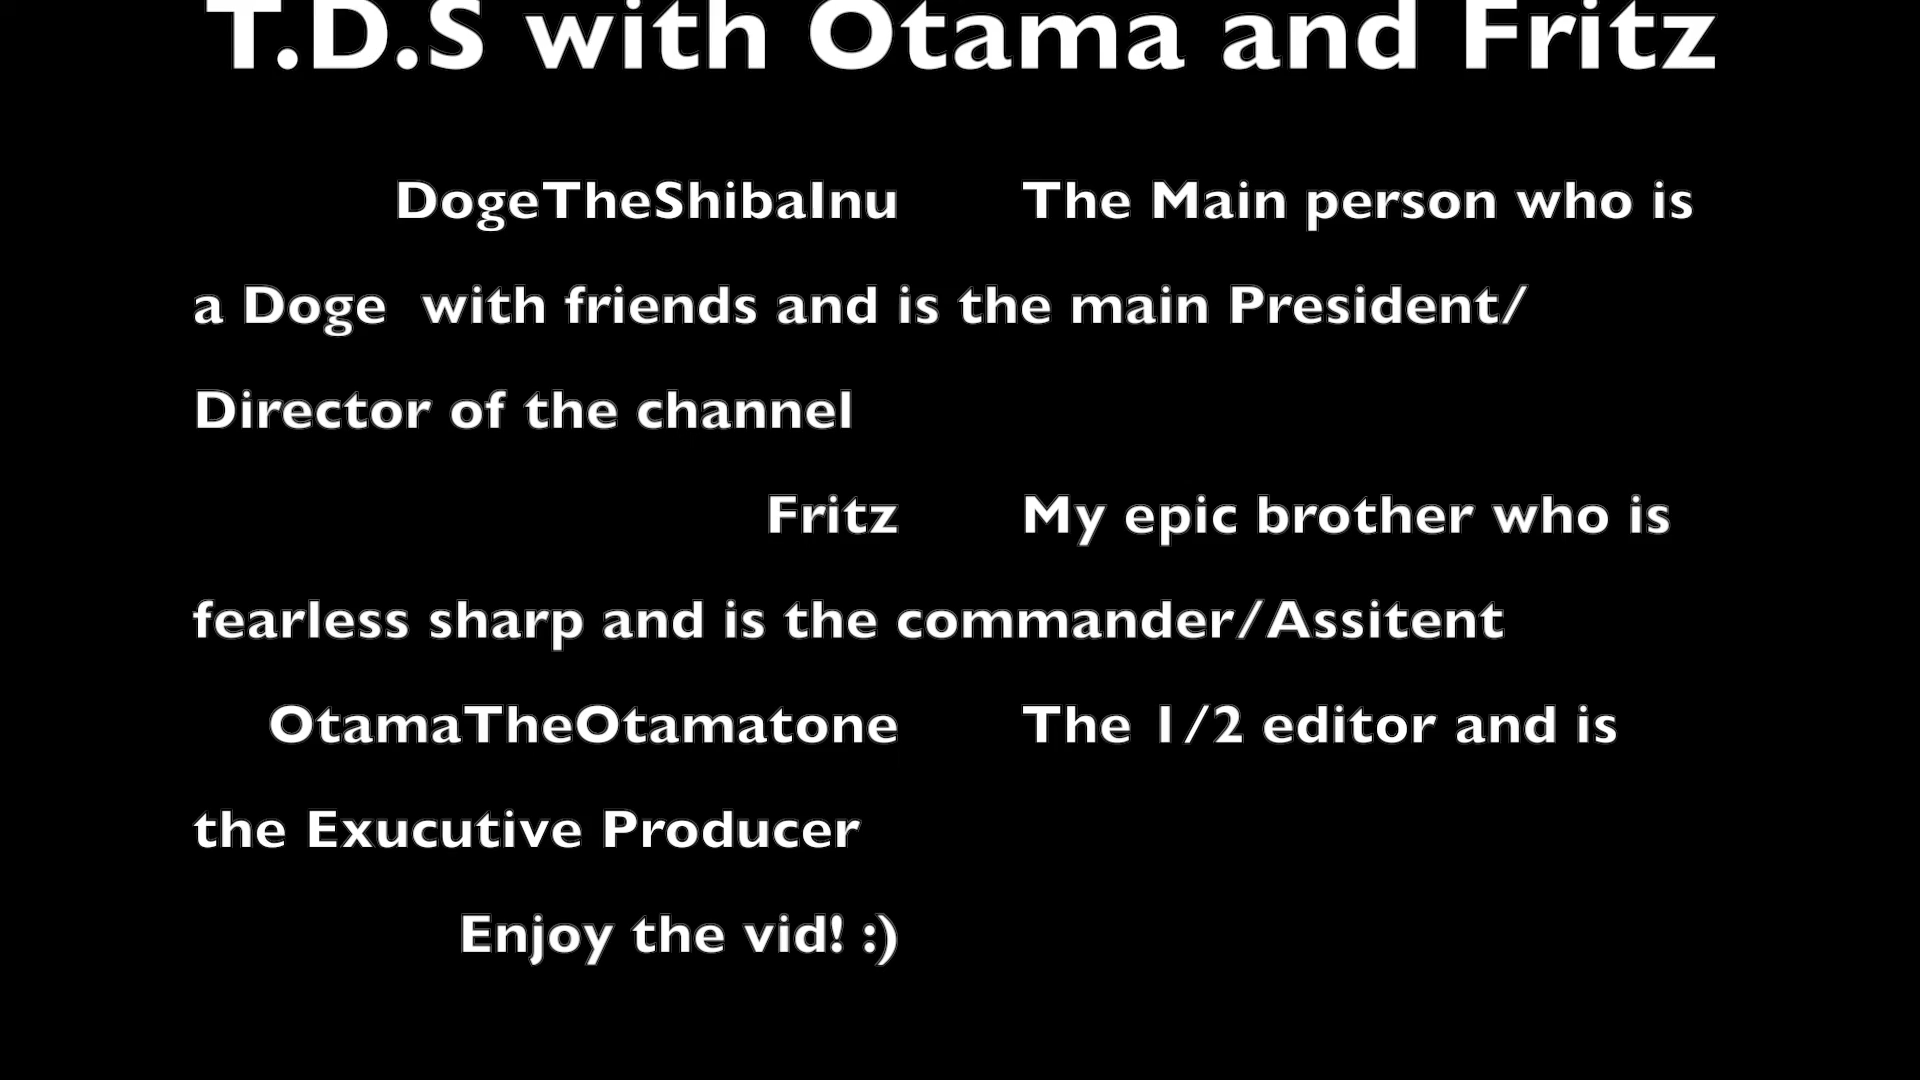 T.D.S with Otama and Fritz
DogeTheShibaInu The Main person who is
a Doge with friends and is the main President/
Director of the channel
Fritz My epic brother who is
fearless sharp and is the commander/Assitent
OtamaTheOtamatone The 1/2 editor and is
the Exucutive Producer
Enjoy the vid! :)